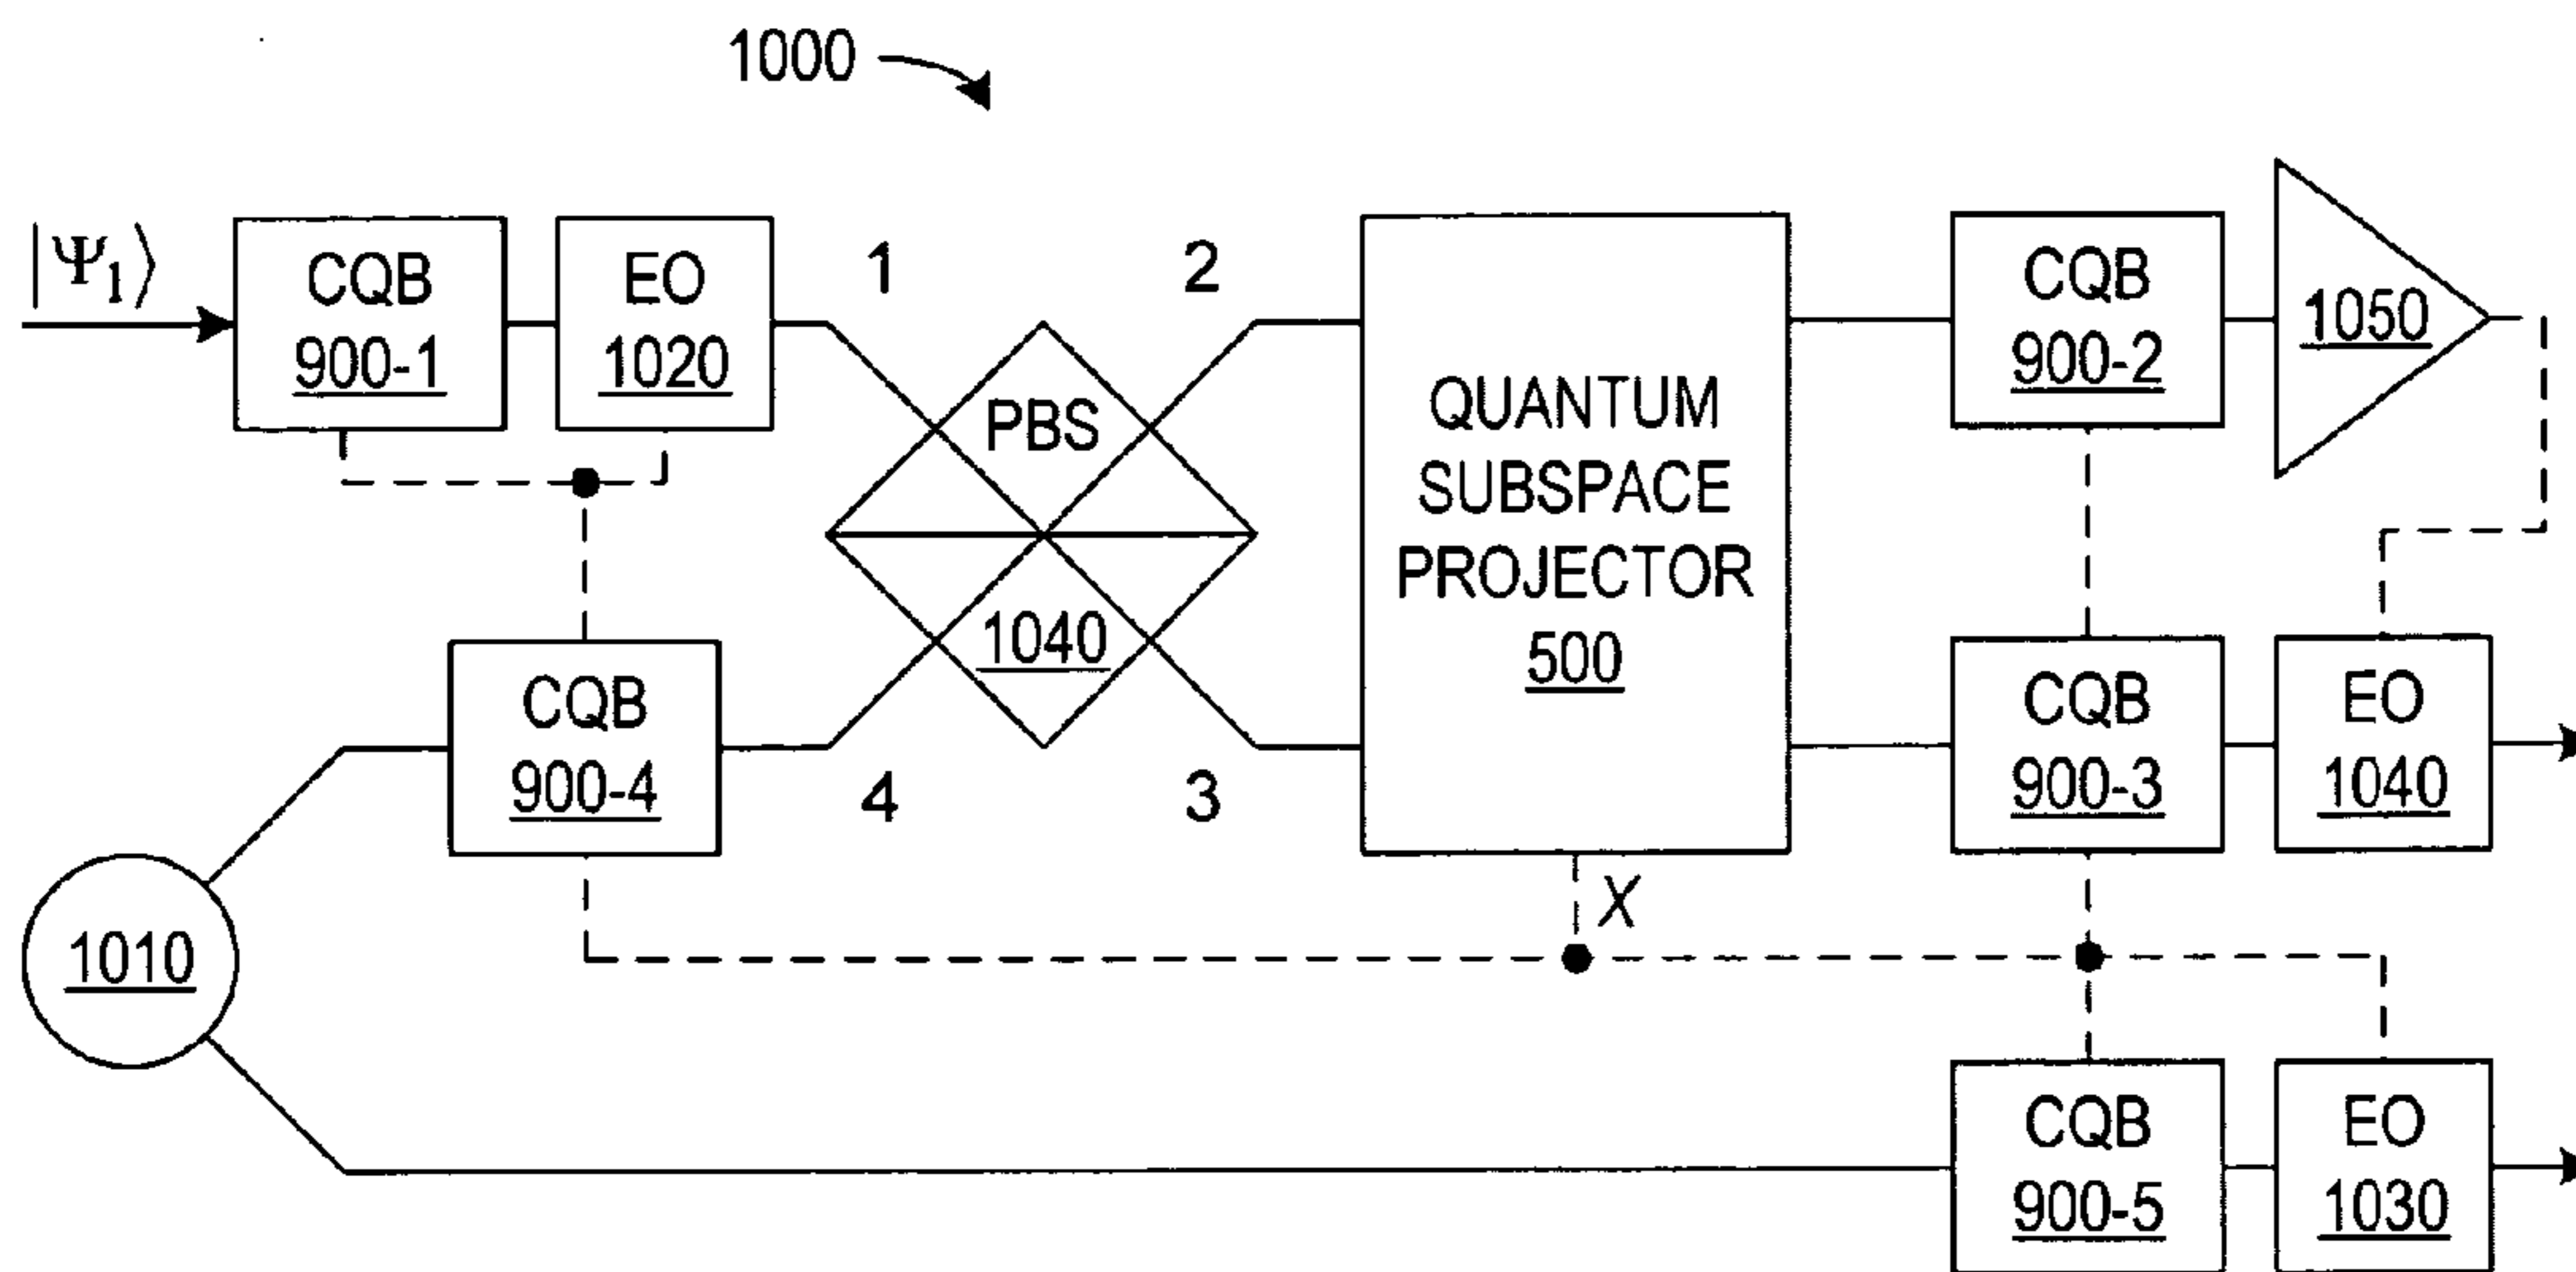 1000
|Ψ₁⟩
CQB
900-1
EO
1020
1
2
PBS
1040
4
3
QUANTUM
SUBSPACE
PROJECTOR
500
X
CQB
900-2
1050
CQB
900-4
CQB
900-3
EO
1040
1010
CQB
900-5
EO
1030